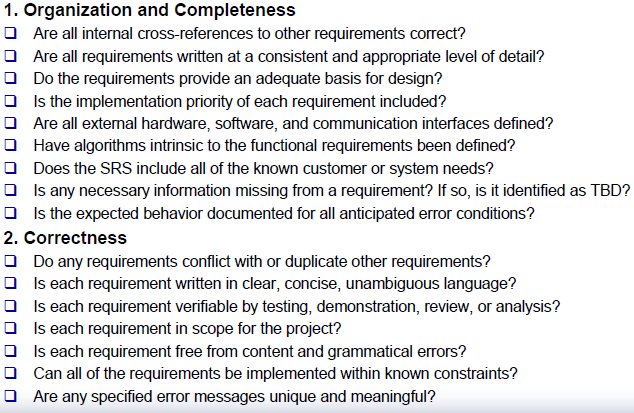 1. Organization and Completeness
❑ Are all internal cross-references to other requirements correct?
❑ Are all requirements written at a consistent and appropriate level of detail?
❑ Do the requirements provide an adequate basis for design?
❑ Is the implementation priority of each requirement included?
❑ Are all external hardware, software, and communication interfaces defined?
❑ Have algorithms intrinsic to the functional requirements been defined?
❑ Does the SRS include all of the known customer or system needs?
❑ Is any necessary information missing from a requirement? If so, is it identified as TBD?
❑ Is the expected behavior documented for all anticipated error conditions?
2. Correctness
❑ Do any requirements conflict with or duplicate other requirements?
❑ Is each requirement written in clear, concise, unambiguous language?
❑ Is each requirement verifiable by testing, demonstration, review, or analysis?
❑ Is each requirement in scope for the project?
❑ Is each requirement free from content and grammatical errors?
❑ Can all of the requirements be implemented within known constraints?
❑ Are any specified error messages unique and meaningful?